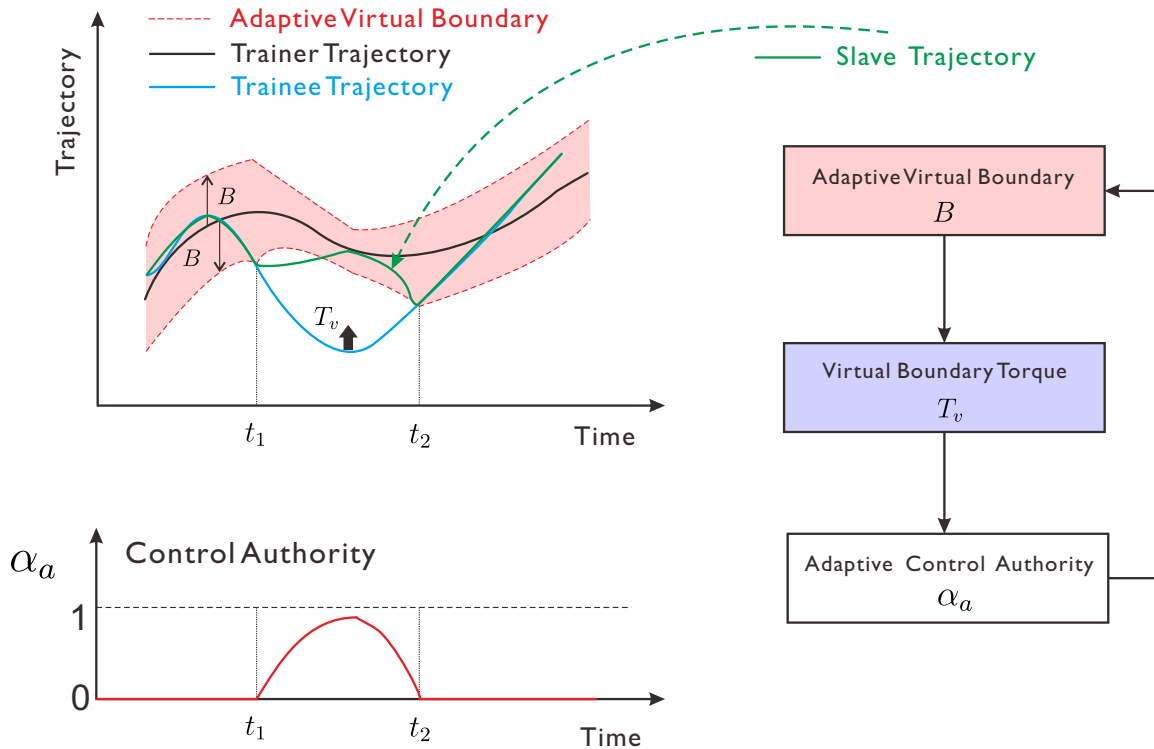 Adaptive Virtual Boundary
Trainer Trajectory
Trainee Trajectory
Slave Trajectory
Trajectory
B
B
T_v
t_1
t_2
Time
Adaptive Virtual Boundary
B
Virtual Boundary Torque
T_v
Adaptive Control Authority
α_a
α_a
Control Authority
1
0
t_1
t_2
Time